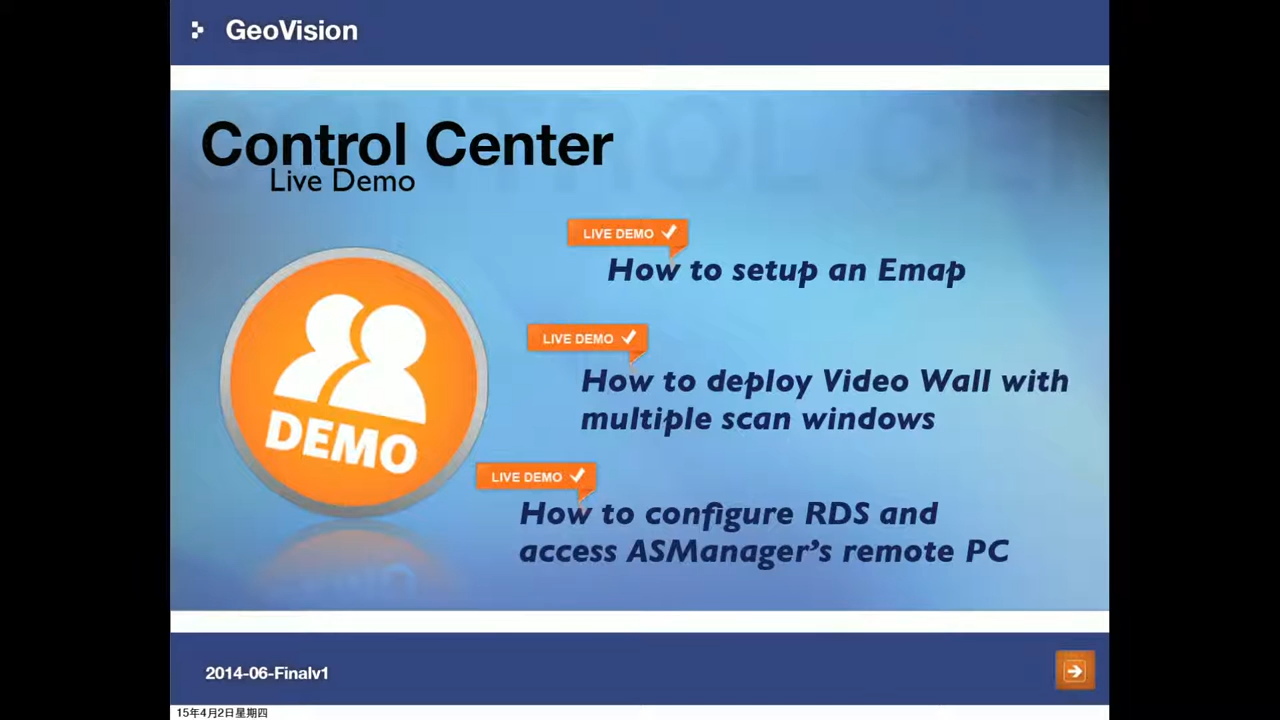 GeoVision
CONTROL CEN
Control Center
Live Demo
LIVE DEMO
How to setup an Emap
LIVE DEMO
How to deploy Video Wall with
multiple scan windows
DEMO
LIVE DEMO
How to configure RDS and
access ASManager’s remote PC
2014-06-Finalv1
15年4月2日星期四